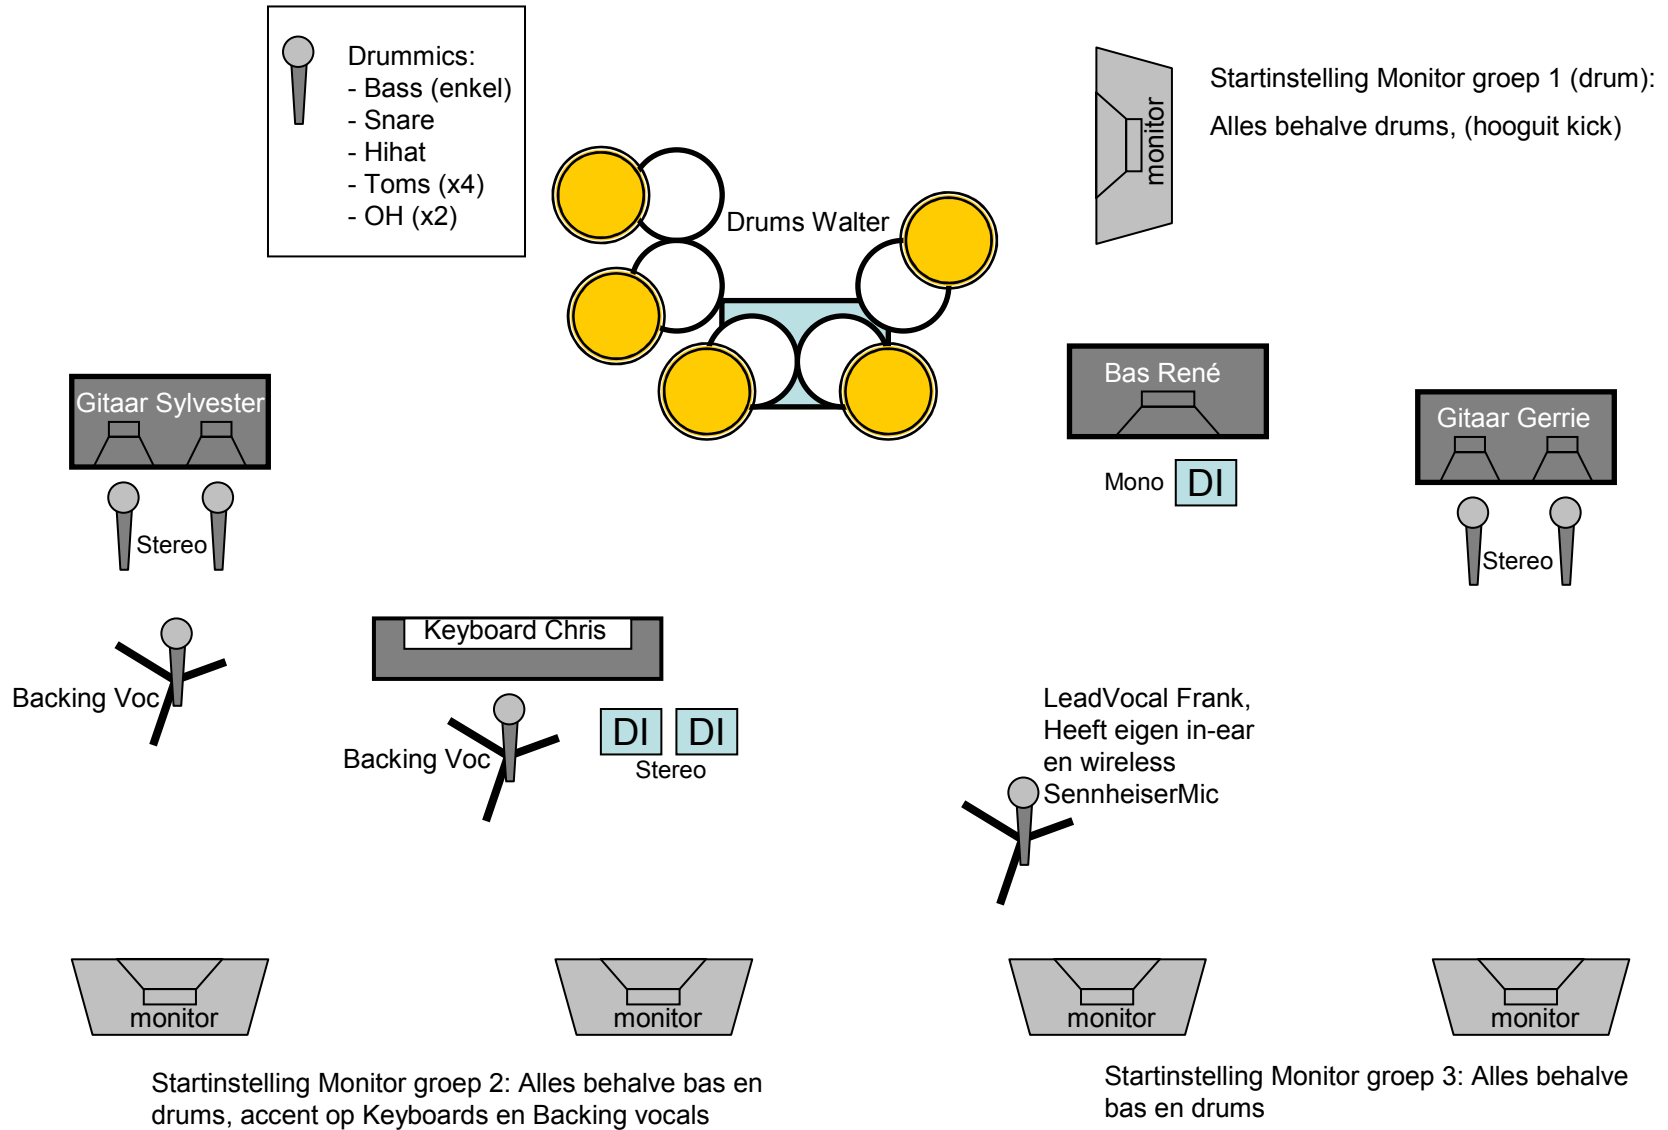 Drummics:
- Bass (enkel)
- Snare
- Hihat
- Toms (x4)
- OH (x2)
monitor
Startinstelling Monitor groep 1 (drum):
Alles behalve drums, (hooguit kick)
Drums Walter
Gitaar Sylvester
Stereo
Bas René
Mono
DI
Gitaar Gerrie
Stereo
Backing Voc
Keyboard Chris
Backing Voc
DI
DI
Stereo
LeadVocal Frank,
Heeft eigen in-ear
en wireless
SennheiserMic
monitor
monitor
monitor
monitor
Startinstelling Monitor groep 2: Alles behalve bas en
drums, accent op Keyboards en Backing vocals
Startinstelling Monitor groep 3: Alles behalve
bas en drums